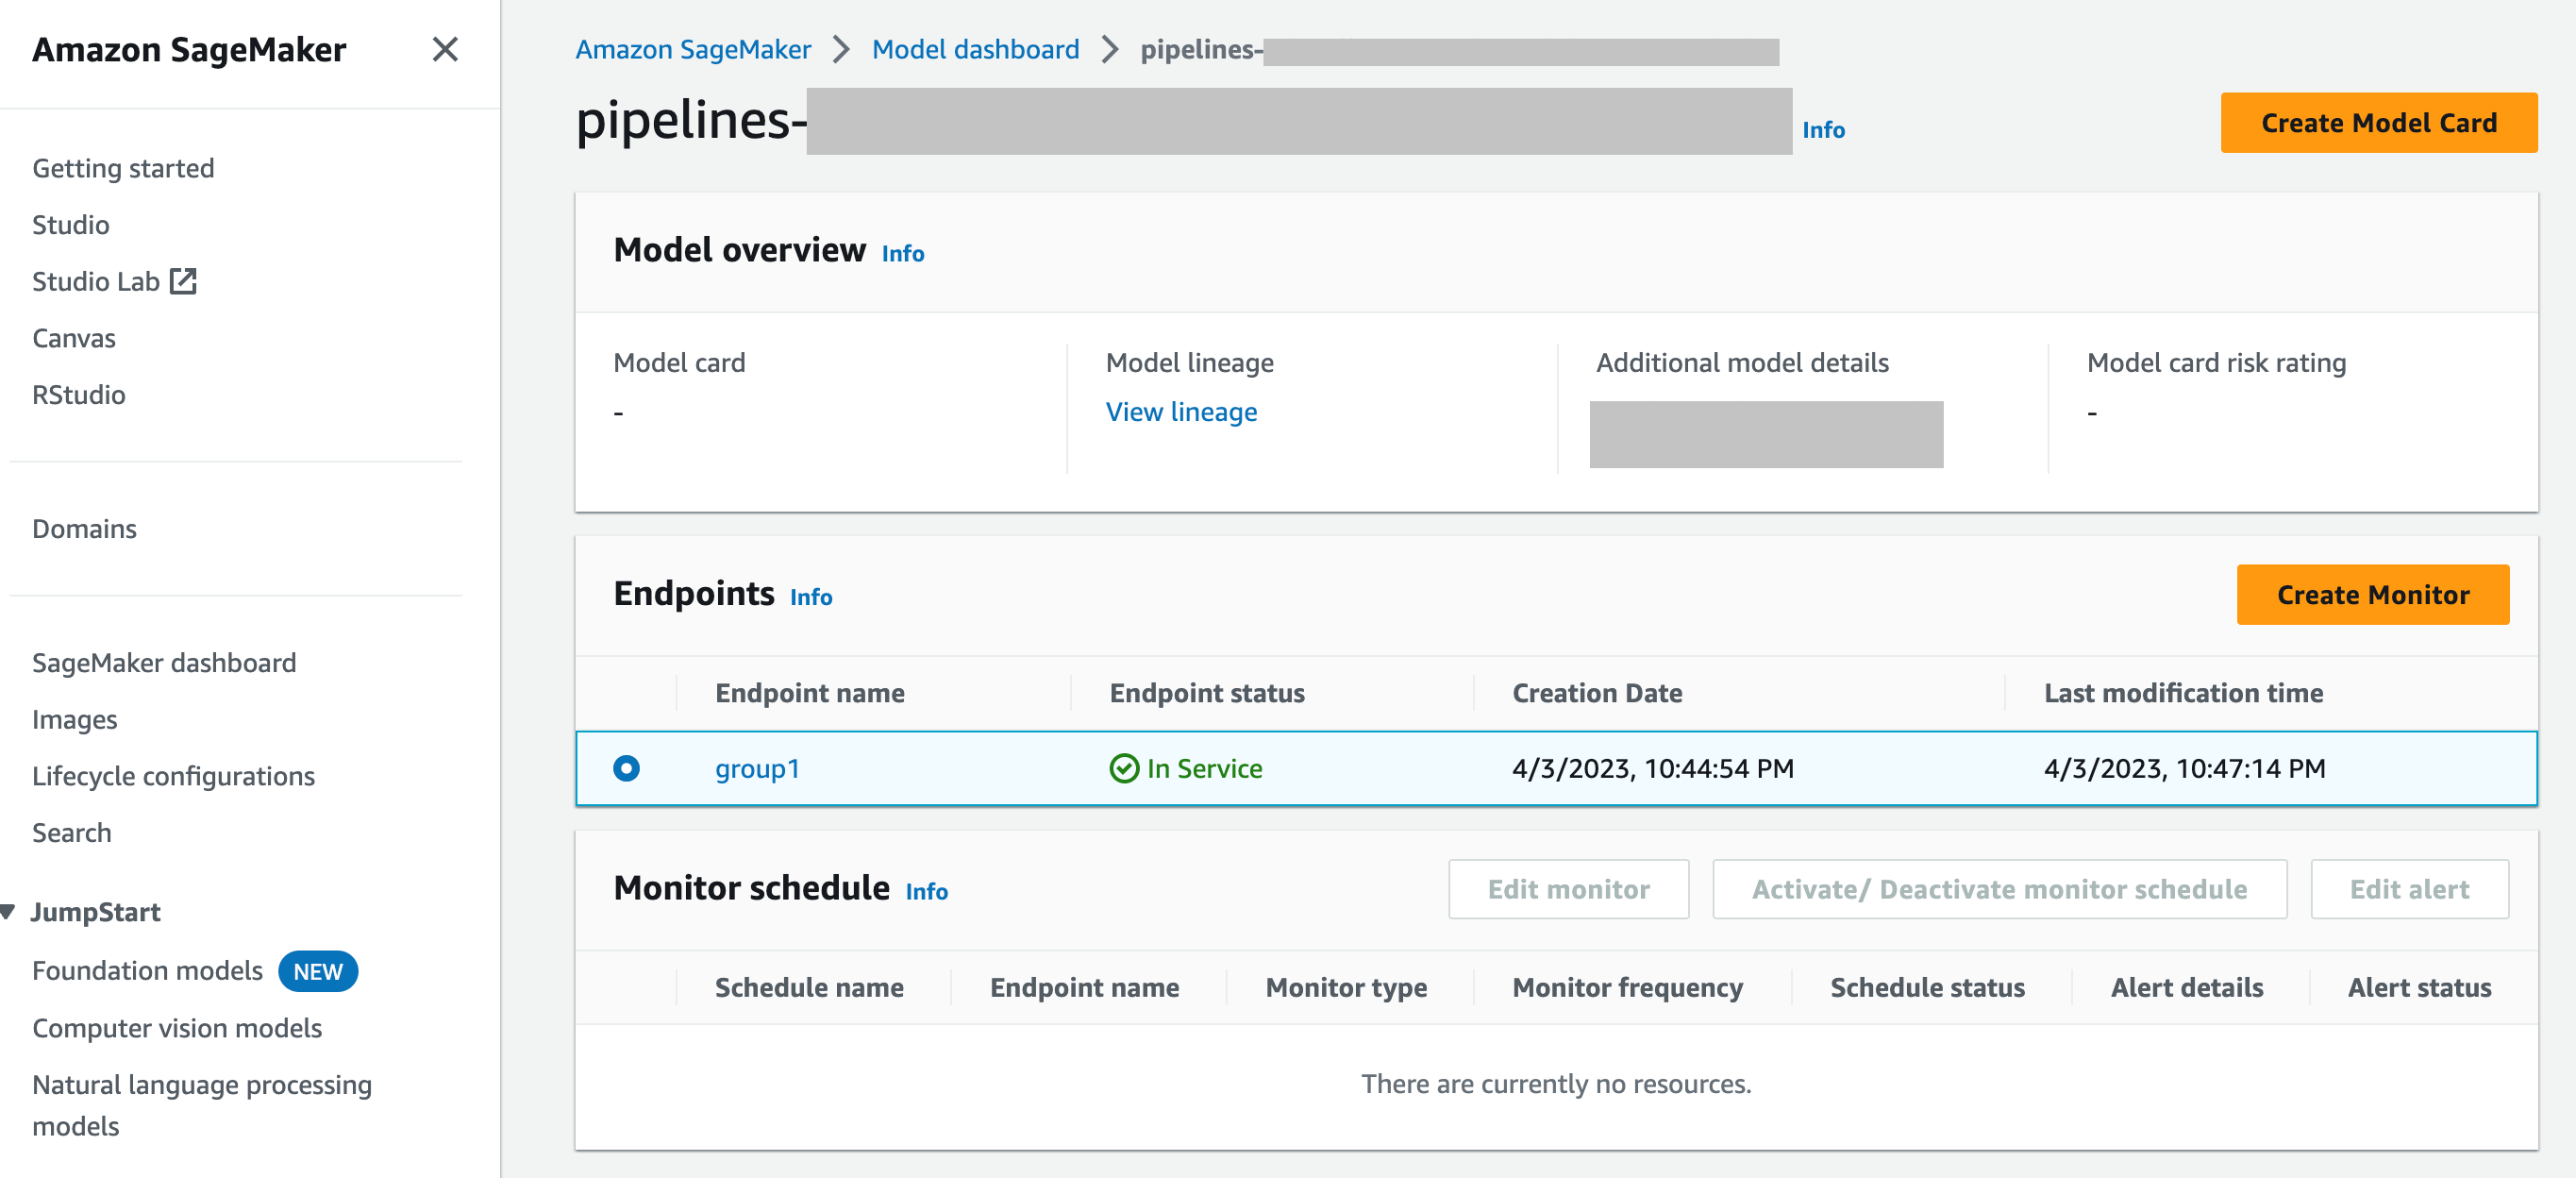 Amazon SageMaker
Getting started
Studio
Studio Lab
Canvas
RStudio
Domains
SageMaker dashboard
Images
Lifecycle configurations
Search
JumpStart
Foundation models NEW
Computer vision models
Natural language processing
models
Amazon SageMaker > Model dashboard > pipelines-
pipelines- Info
Create Model Card
Model overview Info
Model card
-
Model lineage
View lineage
Additional model details
Model card risk rating
-
Endpoints Info
Create Monitor
Endpoint name Endpoint status Creation Date Last modification time
group1 In Service 4/3/2023, 10:44:54 PM 4/3/2023, 10:47:14 PM
Monitor schedule Info
Edit monitor Activate/ Deactivate monitor schedule Edit alert
Schedule name Endpoint name Monitor type Monitor frequency Schedule status Alert details Alert status
There are currently no resources.